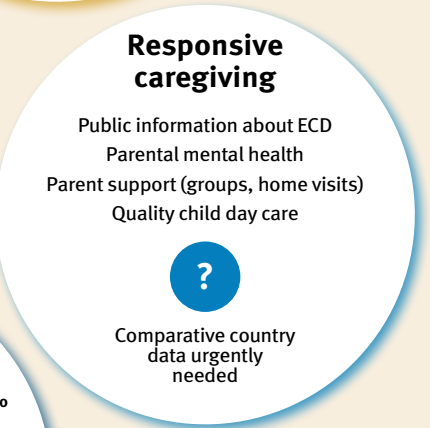 Responsive
caregiving
Public information about ECD
Parental mental health
Parent support (groups, home visits)
Quality child day care
?
Comparative country
data urgently
needed
o